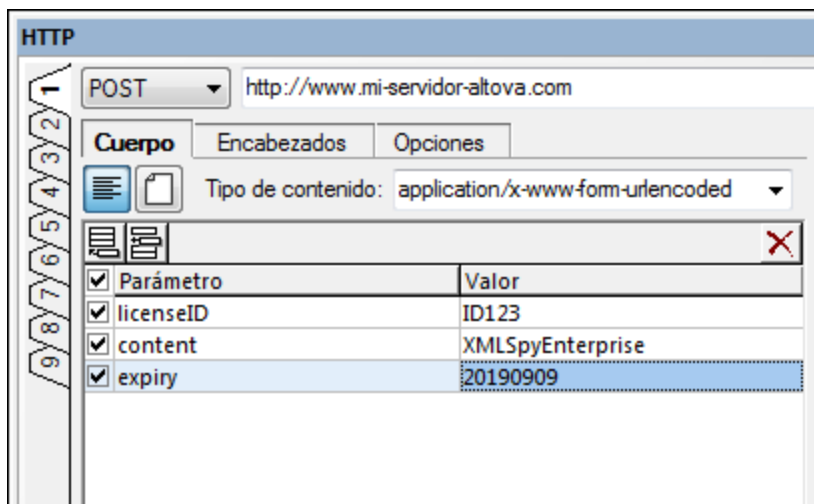 HTTP
1 POST http://www.mi-servidor-altova.com
2 Cuerpo Encabezados Opciones
3
4 Tipo de contenido: application/x-www-form-urlencoded
5
6
7 Parámetro Valor
8 licenseID ID123
9 content XMLSpyEnterprise
expiry 20190909